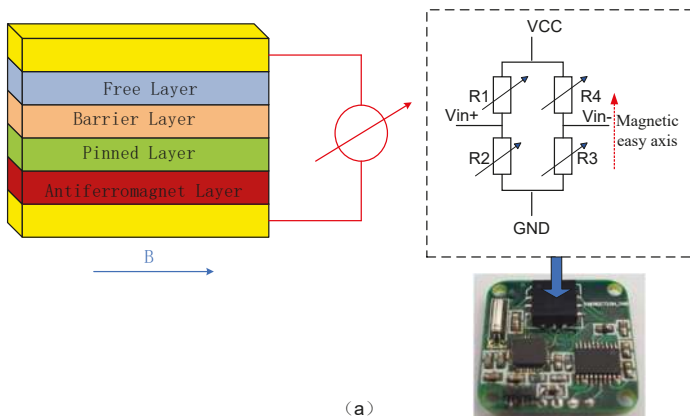 Free Layer
Barrier Layer
Pinned Layer
Antiferromagnet Layer
B
VCC
R1
R4
Vin+
Vin-
Magnetic
easy axis
R2
R3
GND
(a)